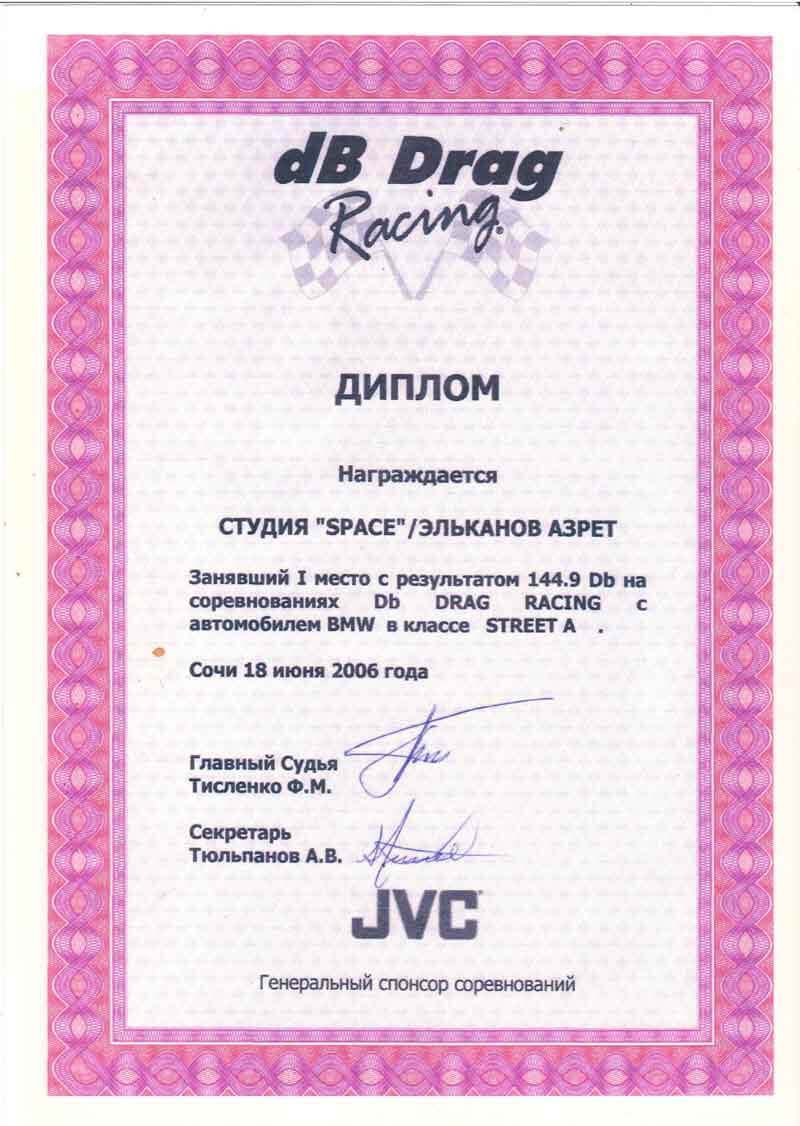 dB Drag
Racing®
ДИПЛОМ
Награждается
СТУДИЯ "SPACE"/ЭЛЬКАНОВ АЗРЕТ
Занявший I место с результатом 144.9 Db на
соревнованиях Db DRAG RACING с
автомобилем BMW в классе STREET A .
Сочи 18 июня 2006 года
Главный Судья
Тисленко Ф.М.
Секретарь
Тюльпанов А.В.
JVC
Генеральный спонсор соревнований